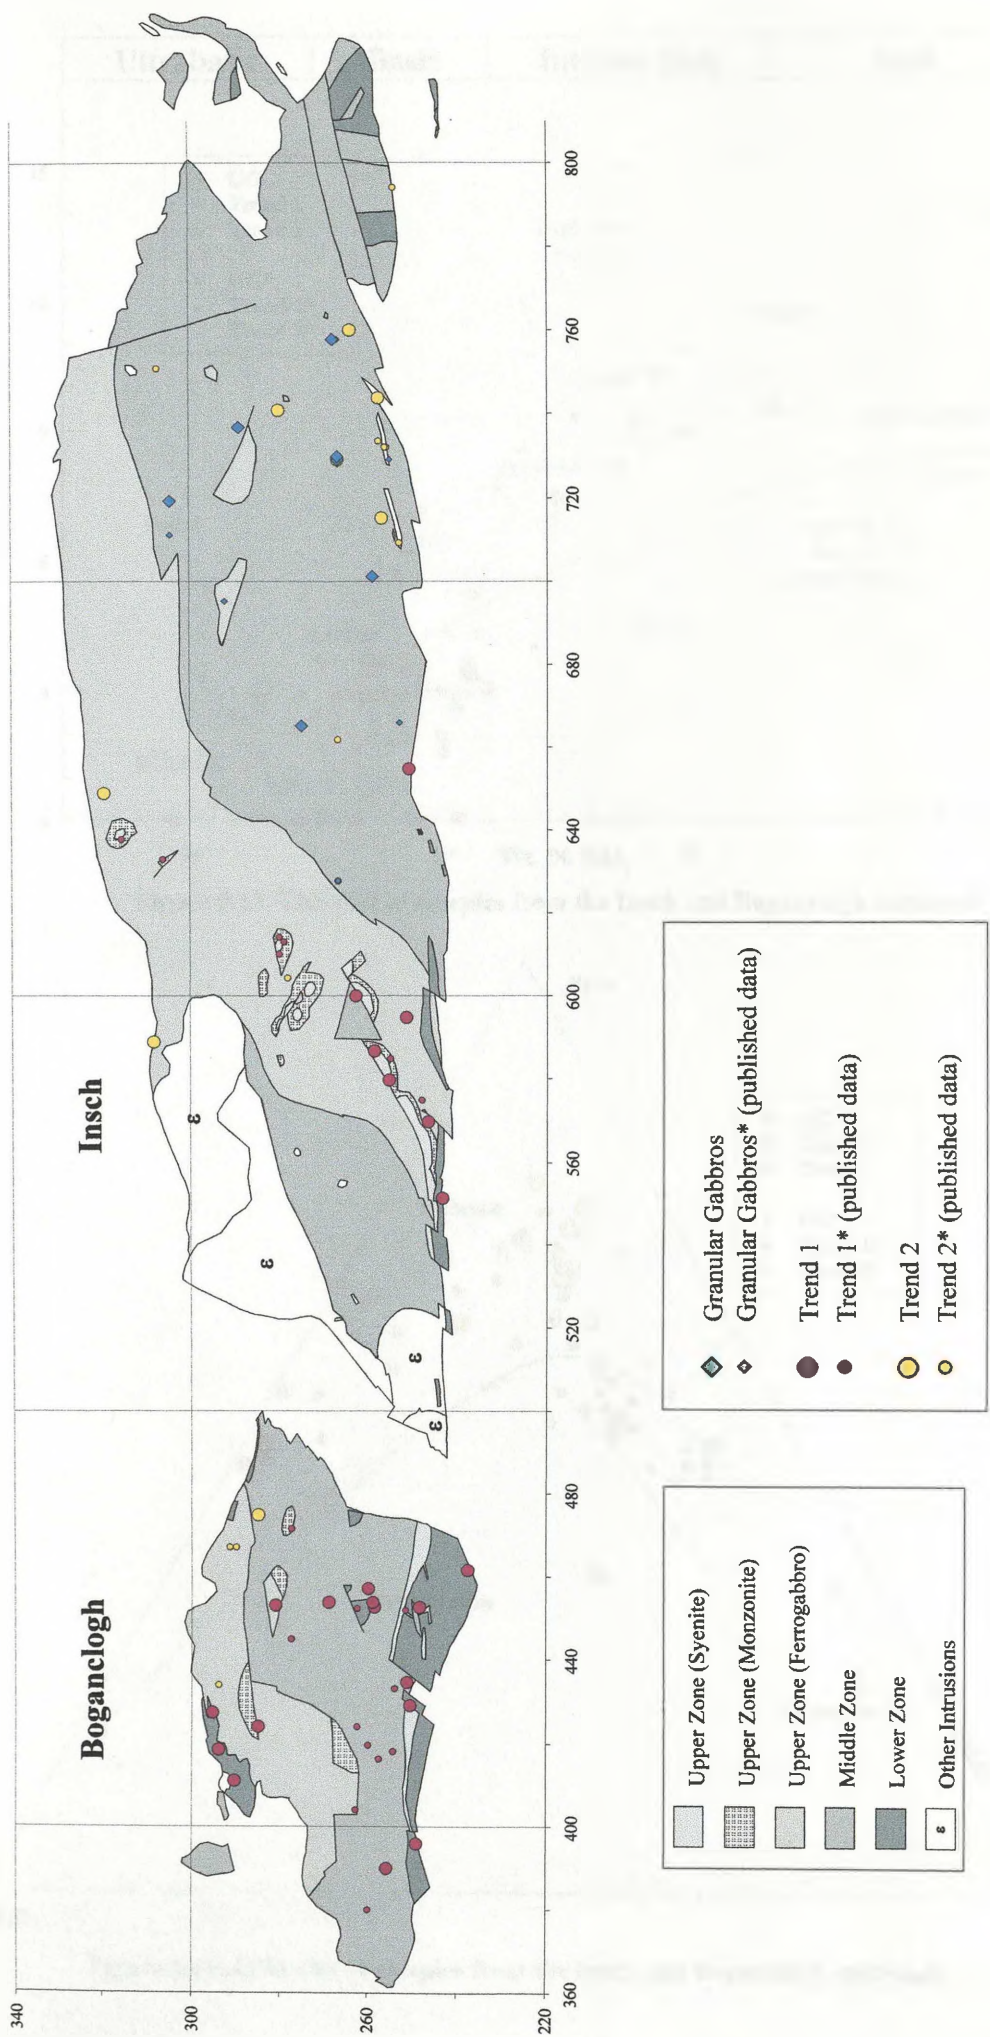 Boganclogh
Insch
ε
ε
ε
ε
340
300
260
220
360
400
440
480
520
560
600
640
680
720
760
800
Upper Zone (Syenite)
Upper Zone (Monzonite)
Upper Zone (Ferrogabbro)
Middle Zone
Lower Zone
ε Other Intrusions
Granular Gabbros
Granular Gabbros* (published data)
Trend 1
Trend 1* (published data)
Trend 2
Trend 2* (published data)